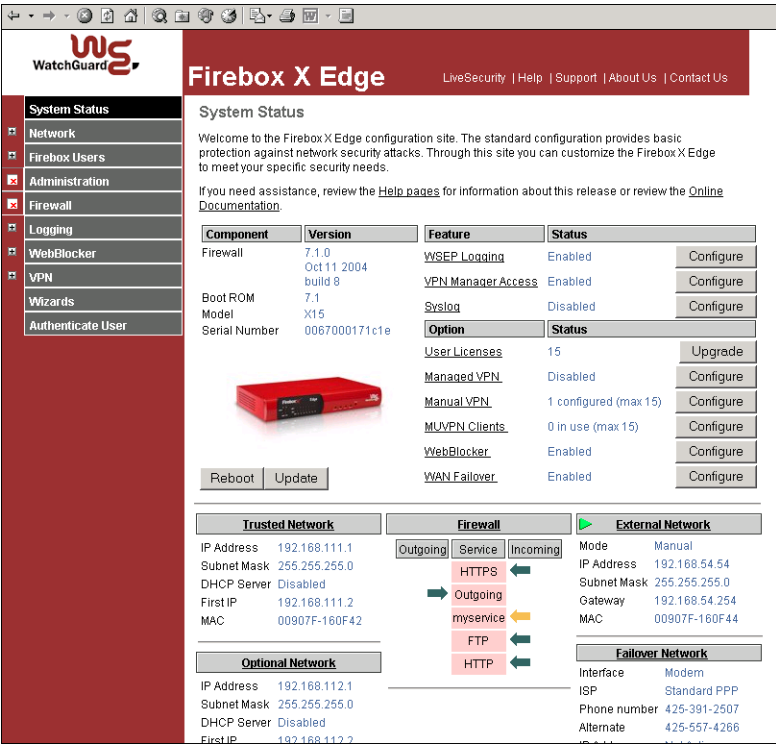 WatchGuard
Firebox X Edge
LiveSecurity | Help | Support | About Us | Contact Us
System Status
Network
Firebox Users
Administration
Firewall
Logging
WebBlocker
VPN
Wizards
Authenticate User
System Status
Welcome to the Firebox X Edge configuration site. The standard configuration provides basic
protection against network security attacks. Through this site you can customize the Firebox X Edge
to meet your specific security needs.
If you need assistance, review the Help pages for information about this release or review the Online
Documentation.
Component Version
Firewall 7.1.0
Oct 11 2004
build 8
Boot ROM 7.1
Model X15
Serial Number 0067000171c1e
Reboot Update
Feature Status
WSEP Logging Enabled Configure
VPN Manager Access Enabled Configure
Syslog Disabled Configure
Option Status
User Licenses 15 Upgrade
Managed VPN Disabled Configure
Manual VPN 1 configured (max 15) Configure
MUVPN Clients 0 in use (max 15) Configure
WebBlocker Enabled Configure
WAN Failover Enabled Configure
Trusted Network
IP Address 192.168.111.1
Subnet Mask 255.255.255.0
DHCP Server Disabled
First IP 192.168.111.2
MAC 00907F-160F42
Optional Network
IP Address 192.168.112.1
Subnet Mask 255.255.255.0
DHCP Server Disabled
First IP 192.168.112.2
Firewall
Outgoing Service Incoming
HTTPS
Outgoing
myservice
FTP
HTTP
External Network
Mode Manual
IP Address 192.168.54.54
Subnet Mask 255.255.255.0
Gateway 192.168.54.254
MAC 00907F-160F44
Failover Network
Interface Modem
ISP Standard PPP
Phone number 425-391-2507
Alternate 425-557-4266